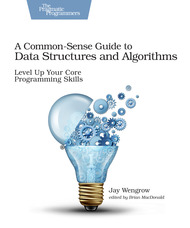 The
Pragmatic
Programmers
A Common-Sense Guide to
Data Structures and Algorithms
Level Up Your Core
Programming Skills
Jay Wengrow
edited by Brian MacDonald